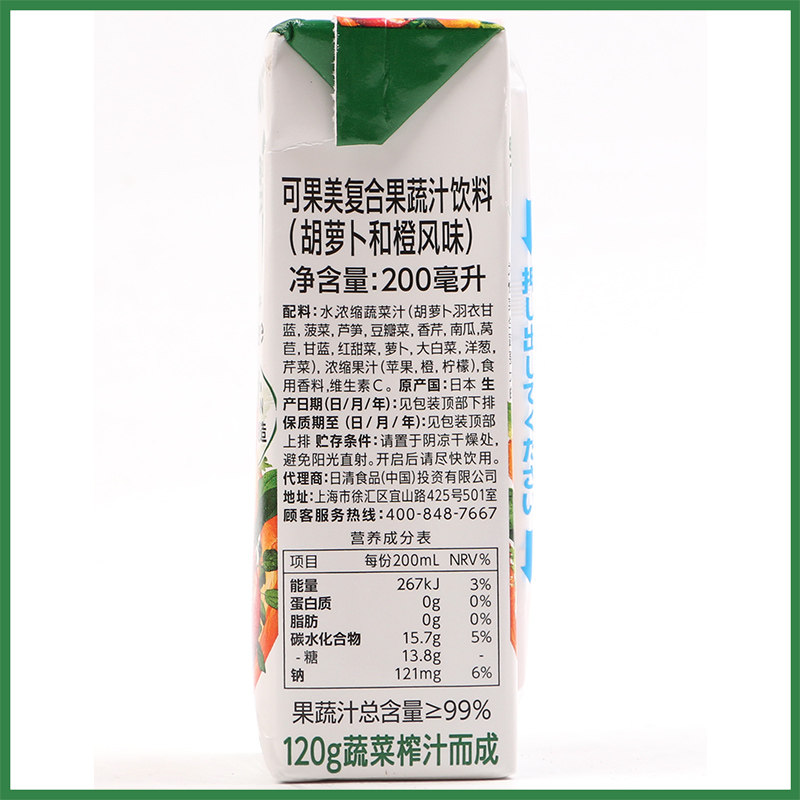 可果美复合果蔬汁饮料
(胡萝卜和橙风味)
净含量:200毫升
配料:水,浓缩蔬菜汁(胡萝卜,羽衣甘
蓝,菠菜,芦笋,豆瓣菜,香芹,南瓜,莴
苣,甘蓝,红甜菜,萝卜,大白菜,洋葱,
芹菜),浓缩果汁(苹果,橙,柠檬),食
用香料,维生素C。原产国:日本 生
产日期(日/月/年):见包装顶部下排
保质期至(日/月/年):见包装顶部
上排 贮存条件:请置于阴凉干燥处,
避免阳光直射。开启后请尽快饮用。
代理商:日清食品(中国)投资有限公司
地址:上海市徐汇区宜山路425号501室
顾客服务热线:400-848-7667
营养成分表
项目 每份200mL NRV%
能量 267kJ 3%
蛋白质 0g 0%
脂肪 0g 0%
碳水化合物 15.7g 5%
-糖 13.8g -
钠 121mg 6%
果蔬汁总含量≥99%
120g蔬菜榨汁而成
押し出してください
造